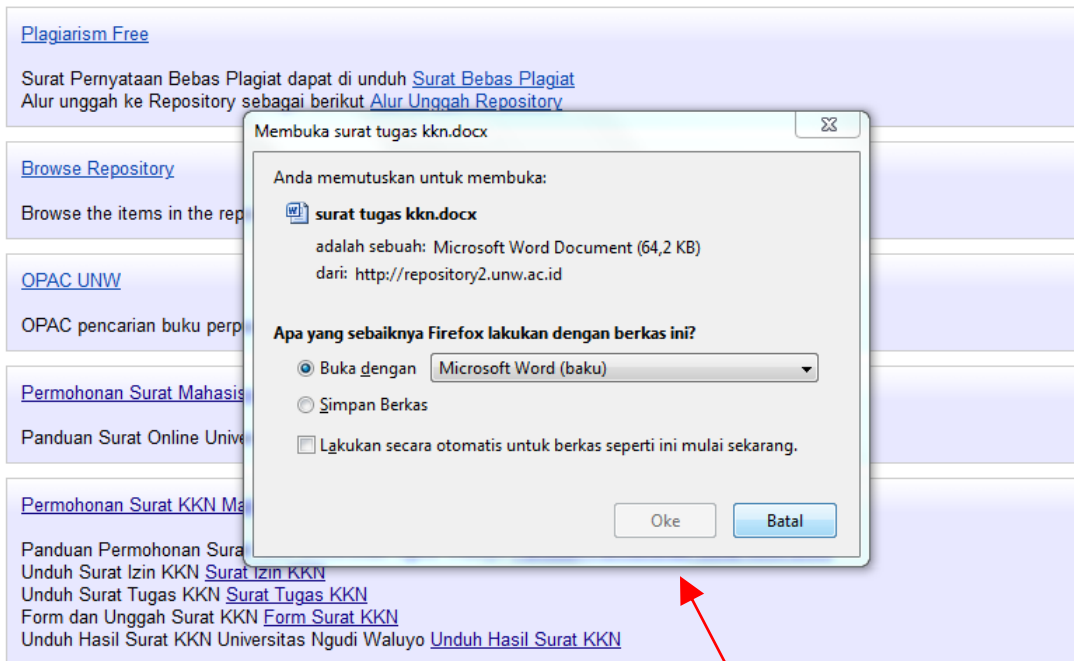 Plagiarism Free
Surat Pernyataan Bebas Plagiat dapat di unduh Surat Bebas Plagiat
Alur unggah ke Repository sebagai berikut Alur Unggah Repository
Membuka surat tugas kkn.docx
Anda memutuskan untuk membuka:
surat tugas kkn.docx
adalah sebuah: Microsoft Word Document (64,2 KB)
dari: http://repository2.unw.ac.id
Apa yang sebaiknya Firefox lakukan dengan berkas ini?
Buka dengan Microsoft Word (baku)
Simpan Berkas
Lakukan secara otomatis untuk berkas seperti ini mulai sekarang.
Oke Batal
Browse Repository
Browse the items in the rep
OPAC UNW
OPAC pencarian buku perp
Permohonan Surat Mahasis
Panduan Surat Online Unive
Permohonan Surat KKN Ma
Panduan Permohonan Sura
Unduh Surat Izin KKN Surat Izin KKN
Unduh Surat Tugas KKN Surat Tugas KKN
Form dan Unggah Surat KKN Form Surat KKN
Unduh Hasil Surat KKN Universitas Ngudi Waluyo Unduh Hasil Surat KKN